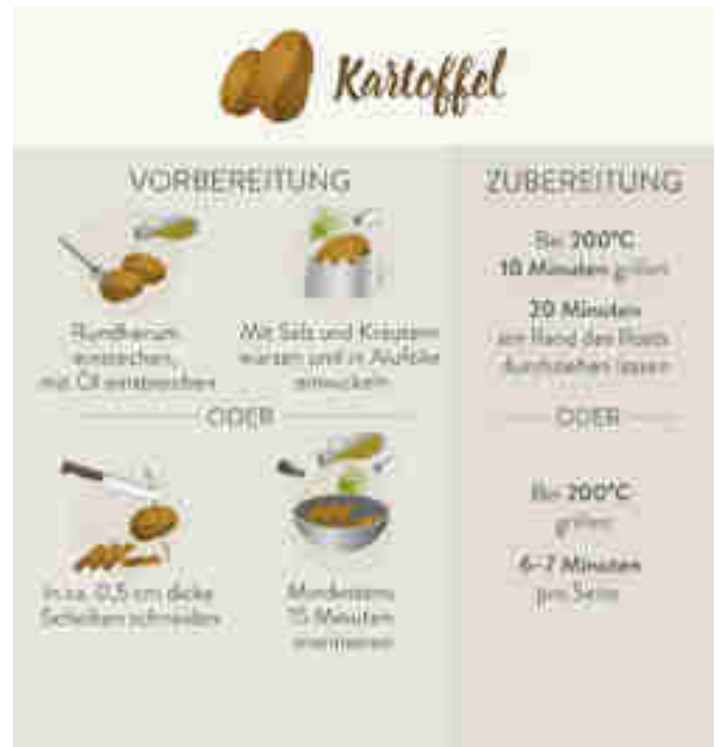 Kartoffel
VORBEREITUNG
Rundherum
einstechen,
mit Öl einstreichen
Mit Salz und Kräutern
würzen und in Alufolie
einwickeln
ODER
In ca. 0,5 cm dicke
Scheiben schneiden
Mindestens
15 Minuten
marinieren
ZUBEREITUNG
Bei 200°C
10 Minuten grillen
20 Minuten
am Rand des Rosts
durchziehen lassen
ODER
Bei 200°C
grillen
6-7 Minuten
pro Seite